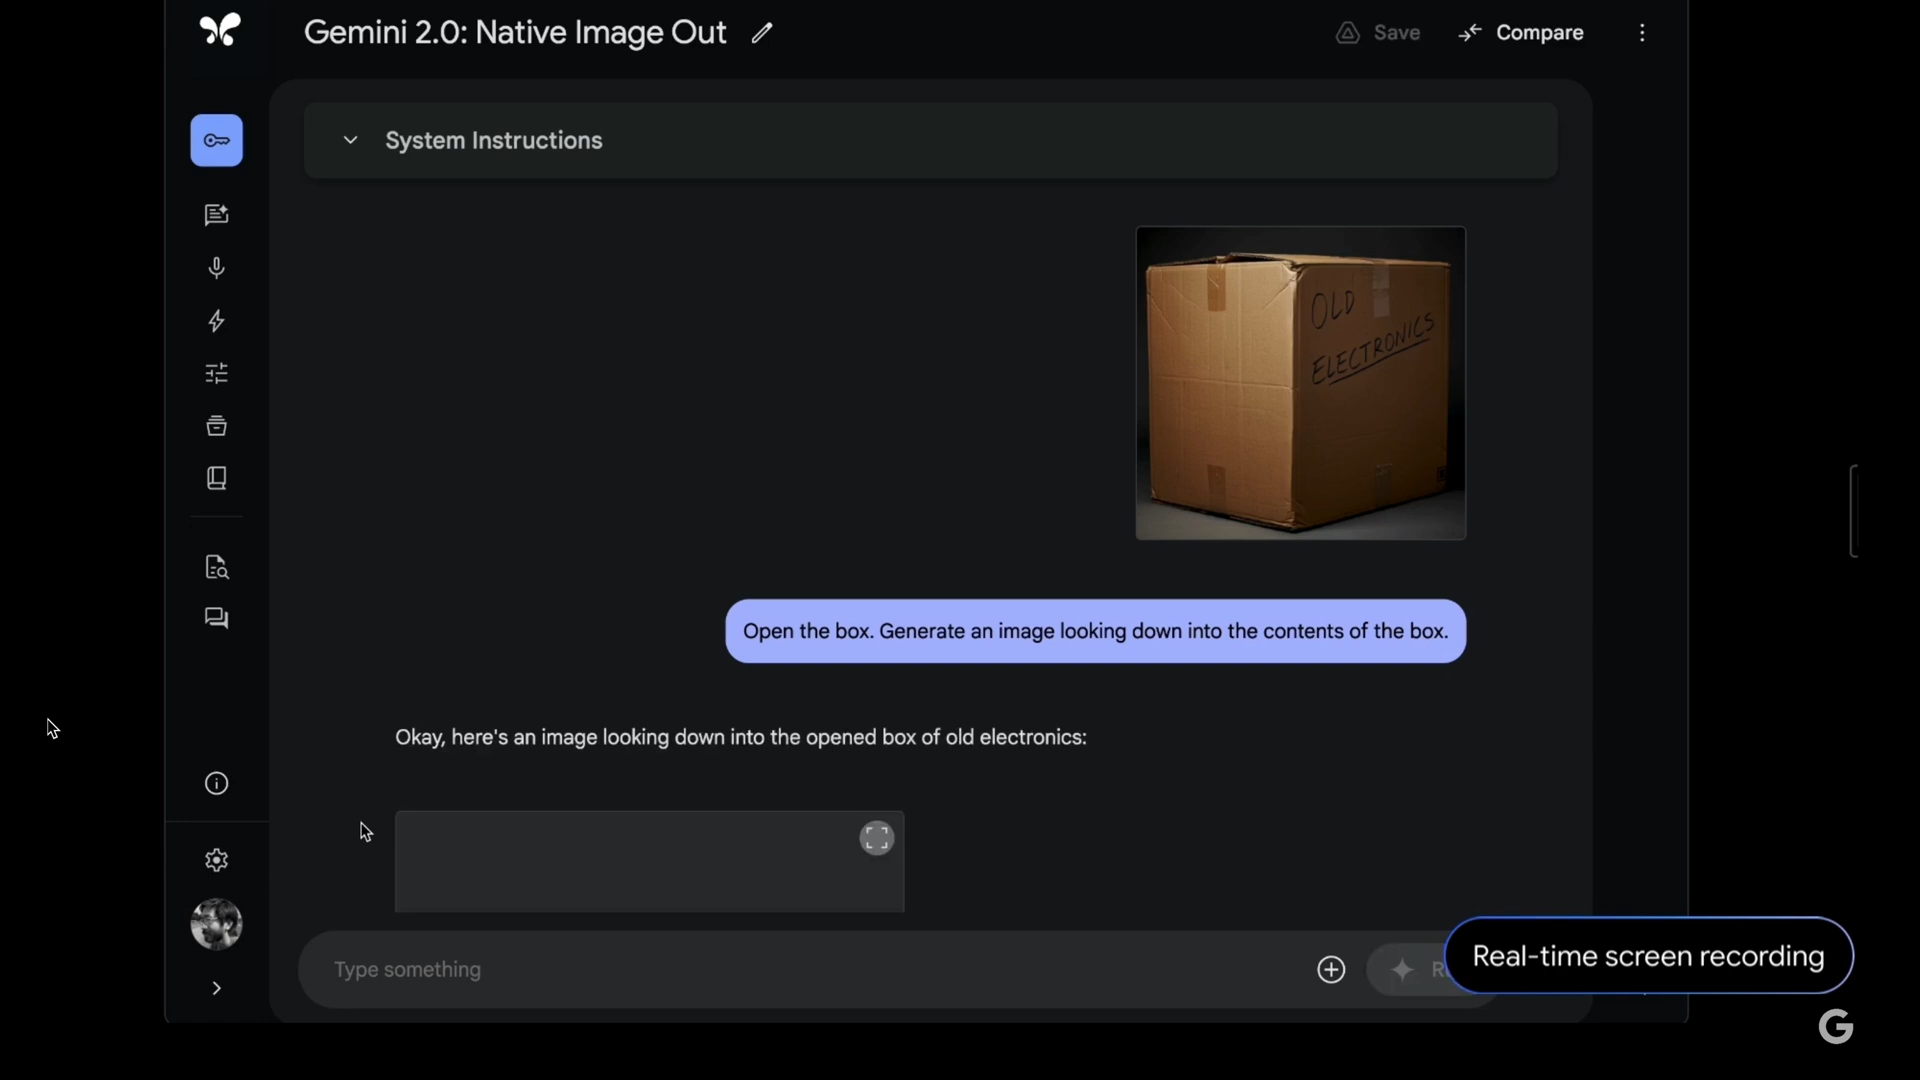 Gemini 2.0: Native Image Out
Save
Compare
System Instructions
OLD
ELECTRONICS
Open the box. Generate an image looking down into the contents of the box.
Okay, here's an image looking down into the opened box of old electronics:
Type something
Real-time screen recording
G